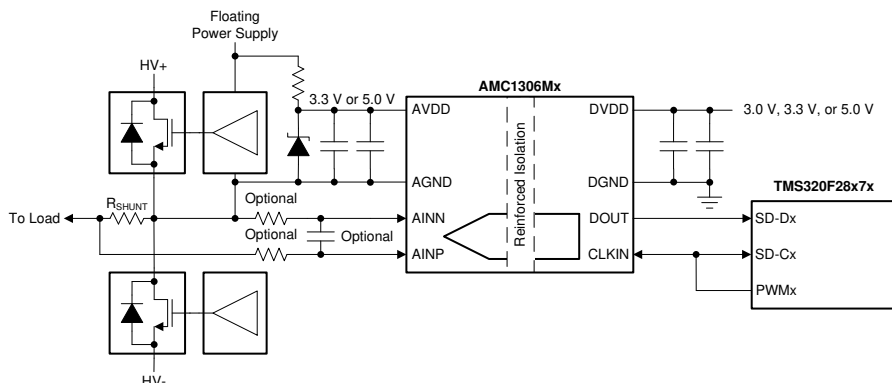 Floating
Power Supply
HV+
AMC1306Mx
3.3 V or 5.0 V
AVDD
DVDD
3.0 V, 3.3 V, or 5.0 V
Reinforced Isolation
AGND
DGND
TMS320F28x7x
RSHUNT
Optional
To Load
AINN
DOUT
SD-Dx
Optional
Optional
AINP
CLKIN
SD-Cx
PWMx
HV-